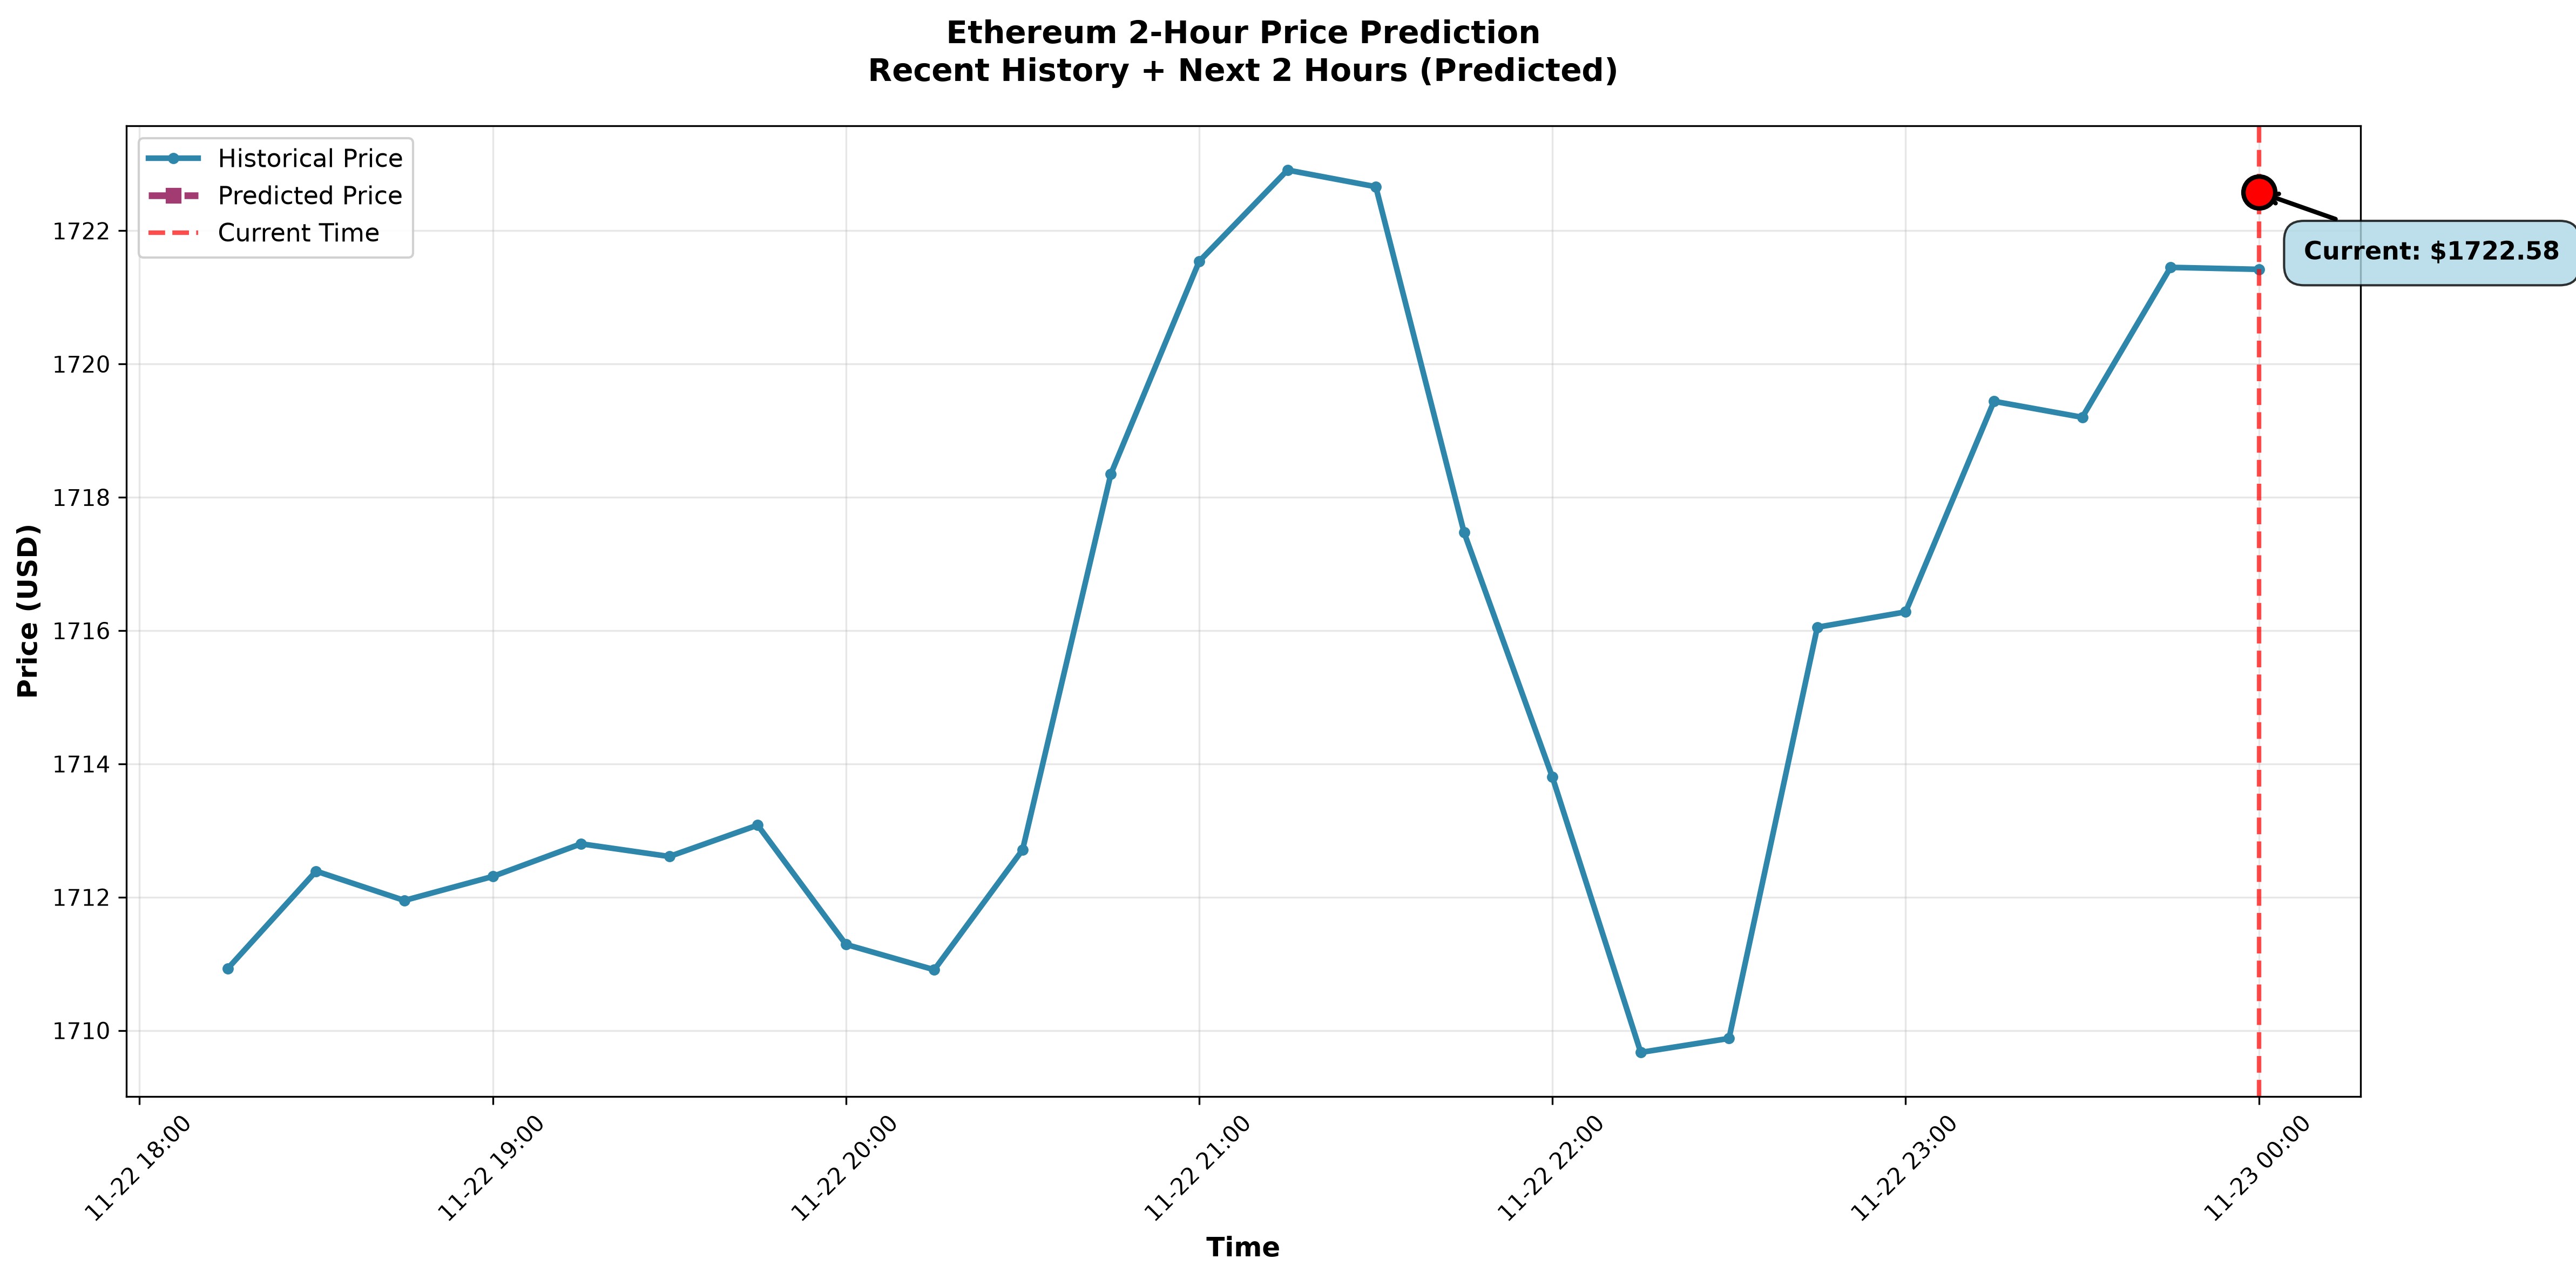 Ethereum 2-Hour Price Prediction
Recent History + Next 2 Hours (Predicted)
Historical Price
Predicted Price
Current Time
Current: $1722.58
Price (USD)
1722
1720
1718
1716
1714
1712
1710
11-22 18:00
11-22 19:00
11-22 20:00
11-22 21:00
11-22 22:00
11-22 23:00
11-23 00:00
Time